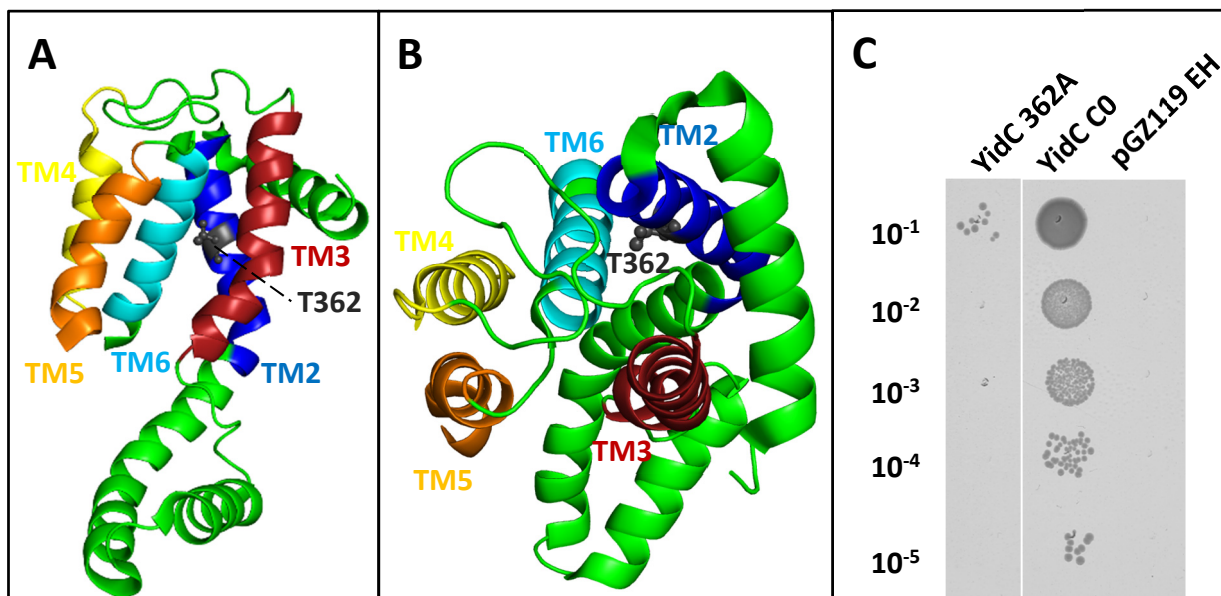 A
TM4
TM3
T362
TM5
TM6
TM2
B
TM6
TM2
TM4
T362
TM3
TM5
C
YidC 362A
YidC C0
pGZ119 EH
10-1
10-2
10-3
10-4
10-5